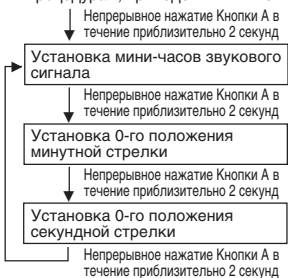 Непрерывное нажатие Кнопки А в
течение приблизительно 2 секунд
Установка мини-часов звукового
сигнала
Непрерывное нажатие Кнопки А в
течение приблизительно 2 секунд
Установка 0-го положения
минутной стрелки
Непрерывное нажатие Кнопки А в
течение приблизительно 2 секунд
Установка 0-го положения
секундной стрелки
Непрерывное нажатие Кнопки А в
течение приблизительно 2 секунд